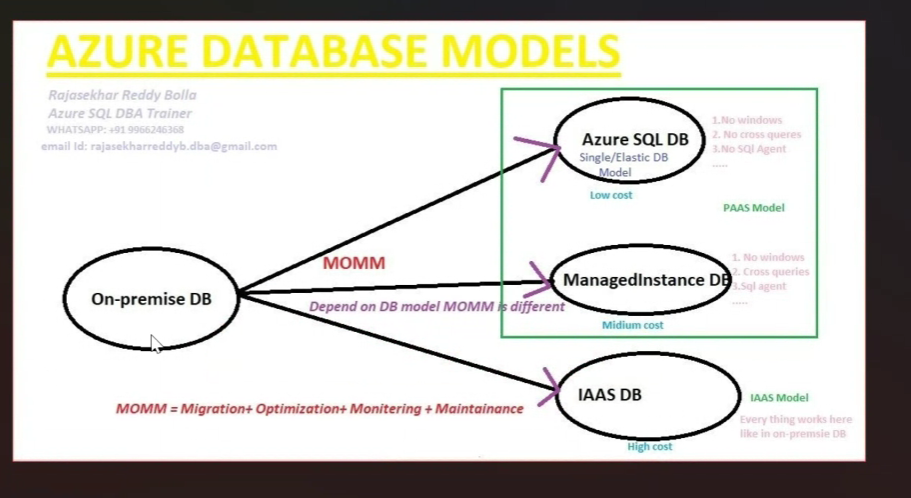 AZURE DATABASE MODELS
Rajasekhar Reddy Bolla
Azure SQL DBA Trainer
WHATSAPP: +91 9966246368
email Id: rajasekharreddyb.dba@gmail.com
Azure SQL DB
Single/Elastic DB
Model
Low cost
1.No windows
2. No cross queres
3.No SQl Agent
.....
PAAS Model
On-premise DB
MOMM
Depend on DB model MOMM is different
ManagedInstance DB
Midium cost
1. No windows
2. Cross queries
3.Sql agent
.....
MOMM = Migration+ Optimization+ Monitering + Maintainance
IAAS DB
High cost
IAAS Model
Every thing works here
like in on-premsie DB